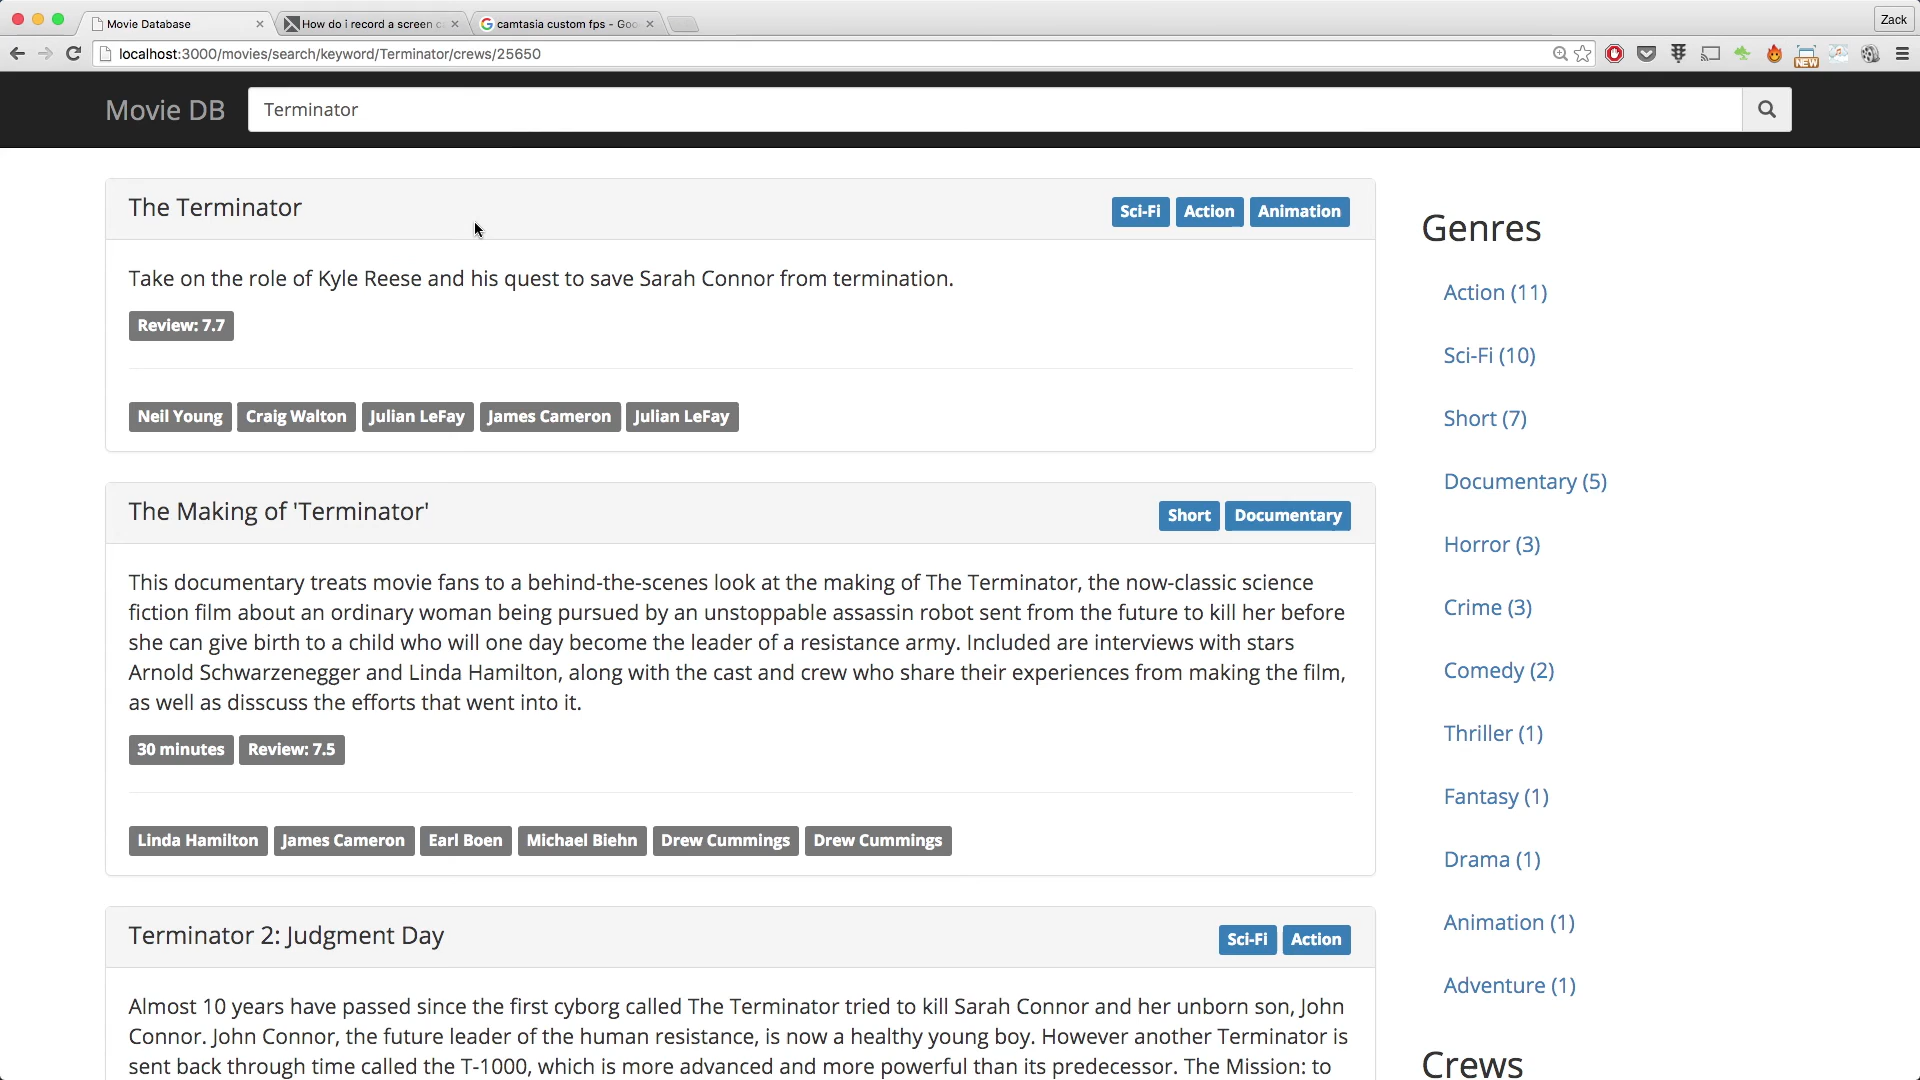 Movie Database
How do i record a screen c
camtasia custom fps - Goo
Zack
localhost:3000/movies/search/keyword/Terminator/crews/25650
NEW
Movie DB
Terminator
The Terminator
Sci-Fi Action Animation
Take on the role of Kyle Reese and his quest to save Sarah Connor from termination.
Review: 7.7
Neil Young Craig Walton Julian LeFay James Cameron Julian LeFay
The Making of 'Terminator'
Short Documentary
This documentary treats movie fans to a behind-the-scenes look at the making of The Terminator, the now-classic science
fiction film about an ordinary woman being pursued by an unstoppable assassin robot sent from the future to kill her before
she can give birth to a child who will one day become the leader of a resistance army. Included are interviews with stars
Arnold Schwarzenegger and Linda Hamilton, along with the cast and crew who share their experiences from making the film,
as well as disscuss the efforts that went into it.
30 minutes Review: 7.5
Linda Hamilton James Cameron Earl Boen Michael Biehn Drew Cummings Drew Cummings
Terminator 2: Judgment Day
Sci-Fi Action
Almost 10 years have passed since the first cyborg called The Terminator tried to kill Sarah Connor and her unborn son, John
Connor. John Connor, the future leader of the human resistance, is now a healthy young boy. However another Terminator is
sent back through time called the T-1000, which is more advanced and more powerful than its predecessor. The Mission: to
Genres
Action (11)
Sci-Fi (10)
Short (7)
Documentary (5)
Horror (3)
Crime (3)
Comedy (2)
Thriller (1)
Fantasy (1)
Drama (1)
Animation (1)
Adventure (1)
Crews